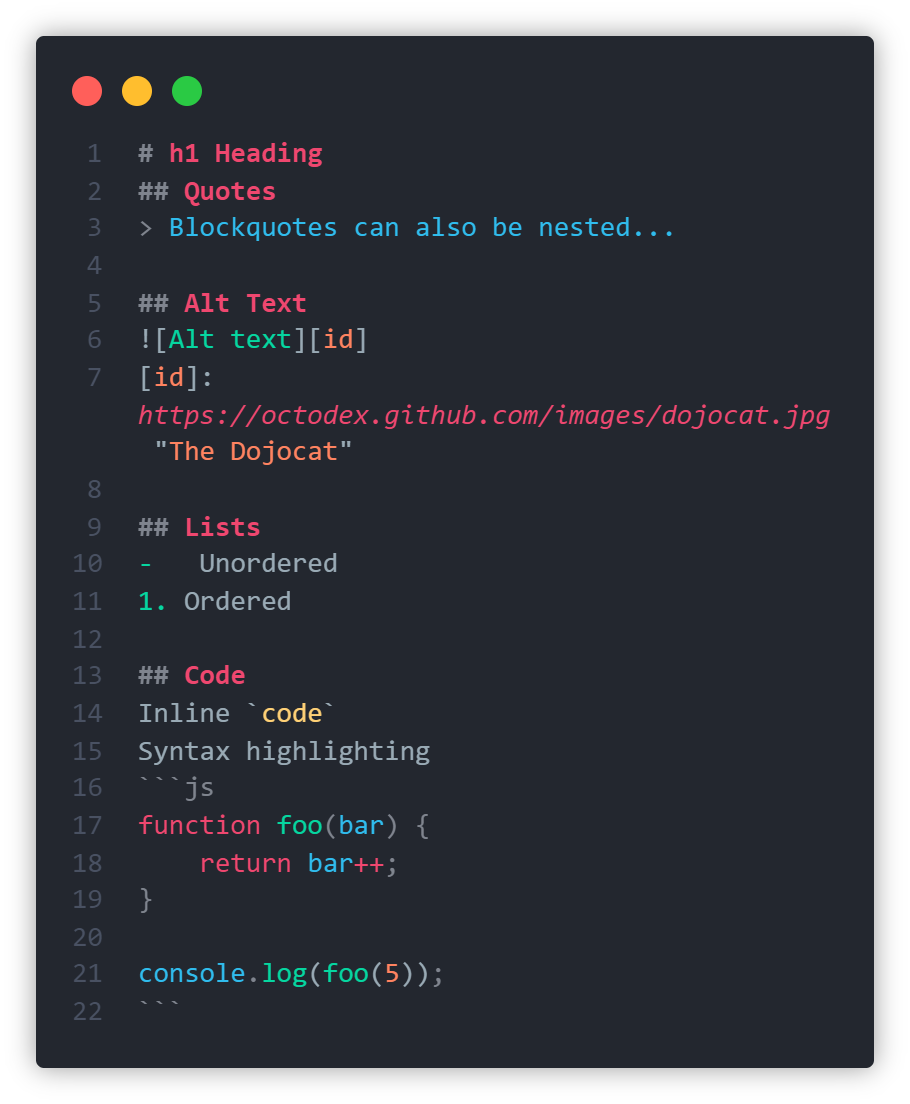 1 # h1 Heading
2 ## Quotes
3 > Blockquotes can also be nested...
4
5 ## Alt Text
6 ![Alt text][id]
7 [id]:
https://octodex.github.com/images/dojocat.jpg
"The Dojocat"
8
9 ## Lists
10 -   Unordered
11 1. Ordered
12
13 ## Code
14 Inline `code`
15 Syntax highlighting
16 ```js
17 function foo(bar) {
18     return bar++;
19 }
20
21 console.log(foo(5));
22 ```